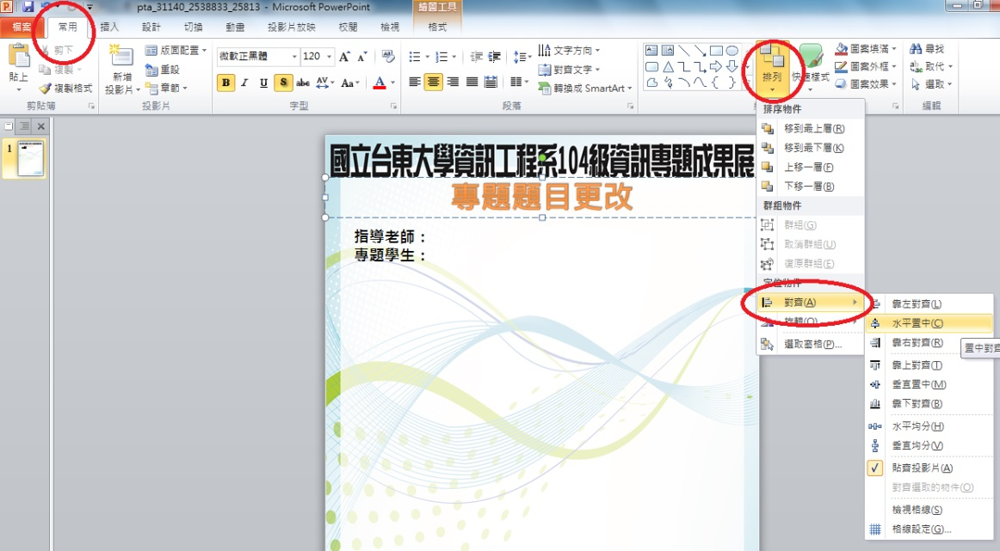 pta_31140_2538833_25813 - Microsoft PowerPoint
繪圖工具
檔案 常用 插入 設計 切換 動畫 投影片放映 校閱 檢視 格式
貼上
剪下
複製
複製格式
剪貼簿
新增
投影片
版面配置
重設
章節
投影片
微軟正黑體 120
B I U S abc AV Aa A
字型
文字方向
對齊文字
轉換成 SmartArt
段落
排列
快速樣式
圖案填滿
圖案外框
圖案效果
尋找
取代
選取
編輯
排序物件
移到最上層(R)
移到最下層(K)
上移一層(F)
下移一層(B)
群組物件
群組(G)
取消群組(U)
復原群組(E)
定位物件
對齊(A)
旋轉(O)
選取窗格(P)...
靠左對齊(L)
水平置中(C)
靠右對齊(R)
置中對齊
靠上對齊(T)
垂直置中(M)
靠下對齊(B)
水平均分(H)
垂直均分(V)
貼齊投影片(A)
對齊選取的物件(O)
檢視格線(S)
格線設定(G)...
1
國立台東大學資訊工程系104級資訊專題成果展
專題題目更改
指導老師：
專題學生：